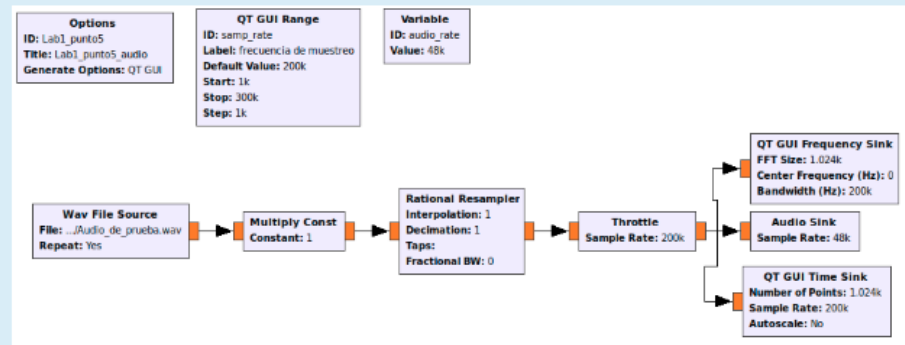 Options
ID: Lab1_punto5
Title: Lab1_punto5_audio
Generate Options: QT GUI
QT GUI Range
ID: samp_rate
Label: frecuencia de muestreo
Default Value: 200k
Start: 1k
Stop: 300k
Step: 1k
Variable
ID: audio_rate
Value: 48k
Wav File Source
File: .../Audio_de_prueba.wav
Repeat: Yes
Multiply Const
Constant: 1
Rational Resampler
Interpolation: 1
Decimation: 1
Taps:
Fractional BW: 0
Throttle
Sample Rate: 200k
QT GUI Frequency Sink
FFT Size: 1.024k
Center Frequency (Hz): 0
Bandwidth (Hz): 200k
Audio Sink
Sample Rate: 48k
QT GUI Time Sink
Number of Points: 1.024k
Sample Rate: 200k
Autoscale: No